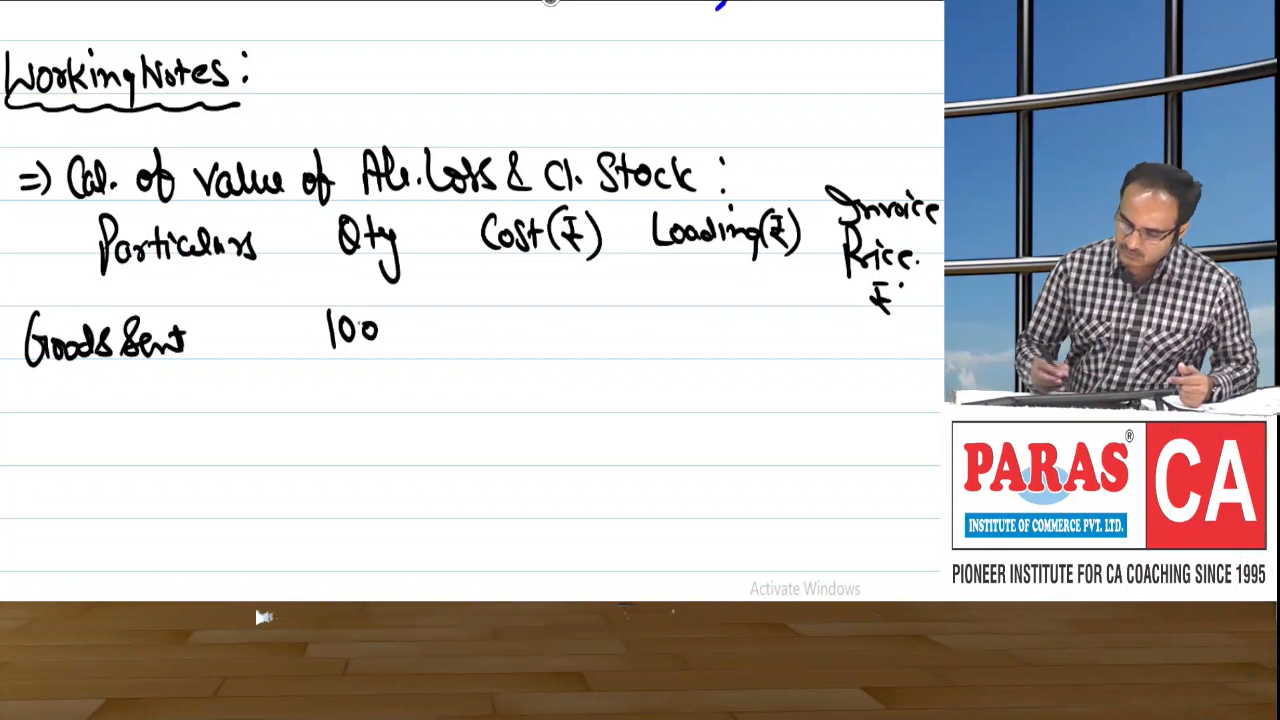 Working Notes:
=> Cal. of value of Ab. Loss & Cl. Stock:
Particulars Qty Cost(₹) Loading(₹) Invoice Price. ₹
Goods Sent 100
PARAS®
INSTITUTE OF COMMERCE PVT. LTD.
CA
PIONEER INSTITUTE FOR CA COACHING SINCE 1995
Activate Windows